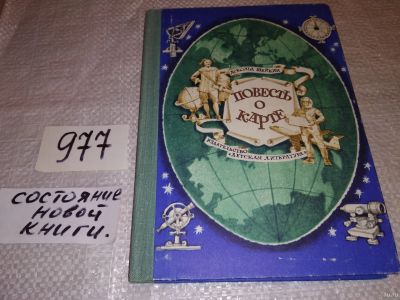 977
СОСТОЯНИЕ
НОВОЙ
КНИГИ.
ПОВЕСТЬ
О
КАРТЕ
ИЗДАТЕЛЬСТВО
«ДЕТСКАЯ ЛИТЕРАТУРА»